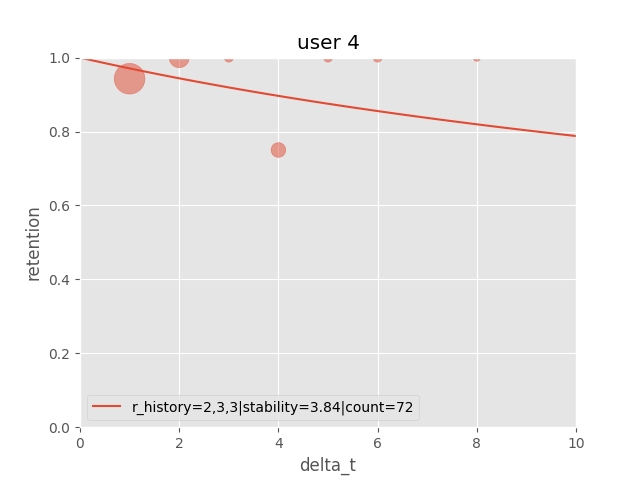 user 4
retention
1.0
0.8
0.6
0.4
0.2
0.0
r_history=2,3,3|stability=3.84|count=72
0 2 4 6 8 10
delta_t